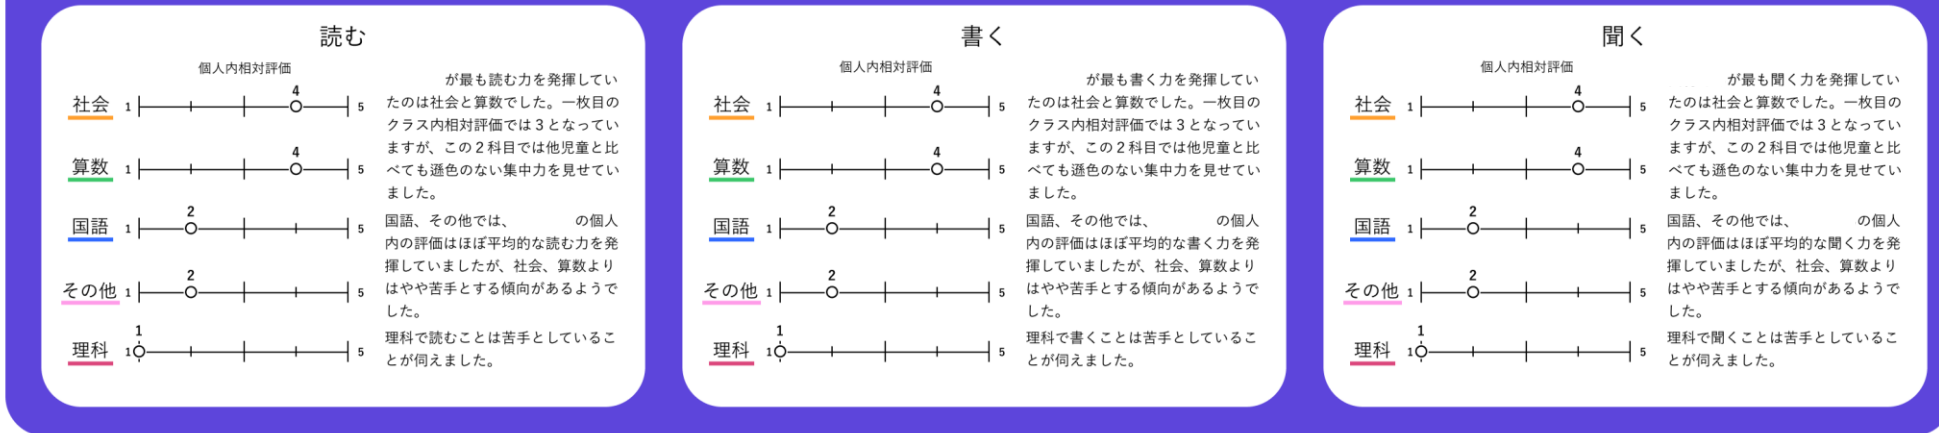 読む
個人内相対評価
社会 1 4 5
算数 1 4 5
国語 1 2 5
その他 1 2 5
理科 1 1 5
が最も読む力を発揮してい
たのは社会と算数でした。一枚目の
クラス内相対評価では3となってい
ますが、この2科目では他児童と比
べても遜色のない集中力を見せてい
ました。
国語、その他では、 の個人
内の評価はほぼ平均的な読む力を発
揮していましたが、社会、算数より
はやや苦手とする傾向があるようで
した。
理科で読むことは苦手としているこ
とが伺えました。
書く
個人内相対評価
社会 1 4 5
算数 1 4 5
国語 1 2 5
その他 1 2 5
理科 1 1 5
が最も書く力を発揮してい
たのは社会と算数でした。一枚目の
クラス内相対評価では3となってい
ますが、この2科目では他児童と比
べても遜色のない集中力を見せてい
ました。
国語、その他では、 の個人
内の評価はほぼ平均的な書く力を発
揮していましたが、社会、算数より
はやや苦手とする傾向があるようで
した。
理科で書くことは苦手としているこ
とが伺えました。
聞く
個人内相対評価
社会 1 4 5
算数 1 4 5
国語 1 2 5
その他 1 2 5
理科 1 1 5
が最も聞く力を発揮してい
たのは社会と算数でした。一枚目の
クラス内相対評価では3となってい
ますが、この2科目では他児童と比
べても遜色のない集中力を見せてい
ました。
国語、その他では、 の個人
内の評価はほぼ平均的な聞く力を発
揮していましたが、社会、算数より
はやや苦手とする傾向があるようで
した。
理科で聞くことは苦手としているこ
とが伺えました。